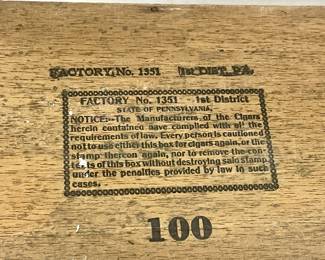 FACTORY, No. 1351 1st DIST. PA.
FACTORY No. 1351 1st District
STATE OF PENNSYLVANIA.
NOTICE:-The Manufacturers of the Cigars
herein contained have complied with all the
requirements of law. Every person is cautioned
not to use either this box for cigars again, or the
stamp thereon again, nor to remove the con-
tents of this box without destroying said stamp
under the penalties provided by law in such
cases.
100